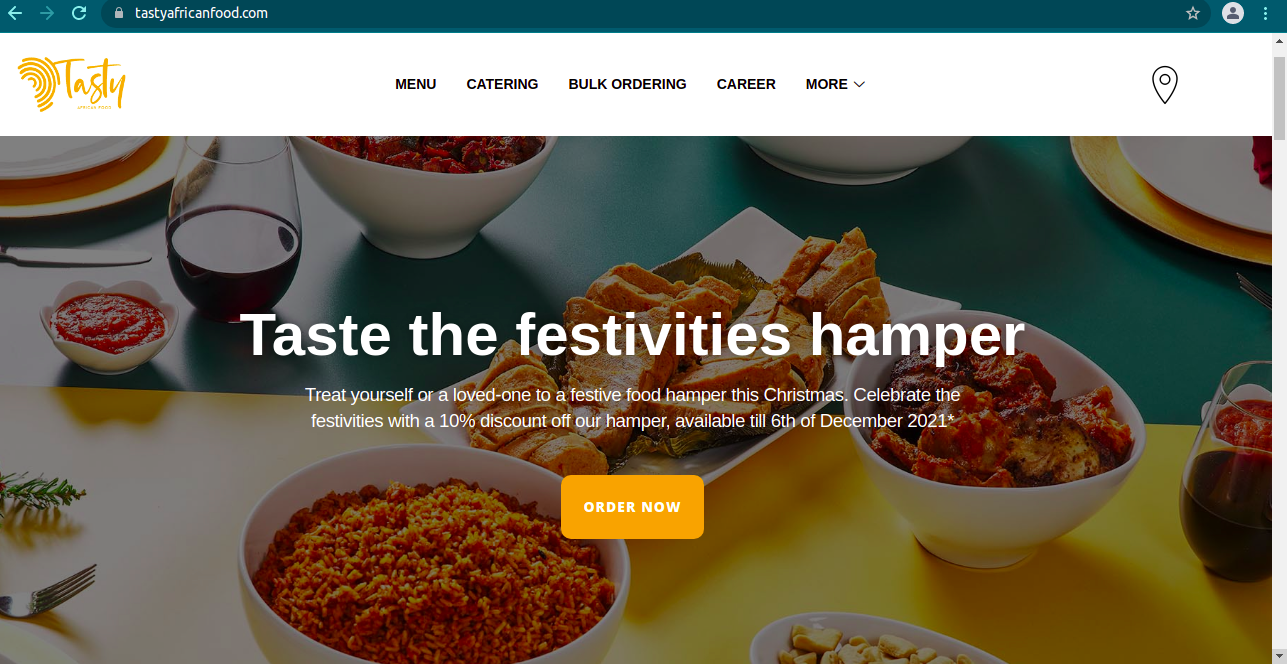 tastyafricanfood.com
Tasty
AFRICAN FOOD
MENU
CATERING
BULK ORDERING
CAREER
MORE
Taste the festivities hamper
Treat yourself or a loved-one to a festive food hamper this Christmas. Celebrate the
festivities with a 10% discount off our hamper, available till 6th of December 2021*
ORDER NOW